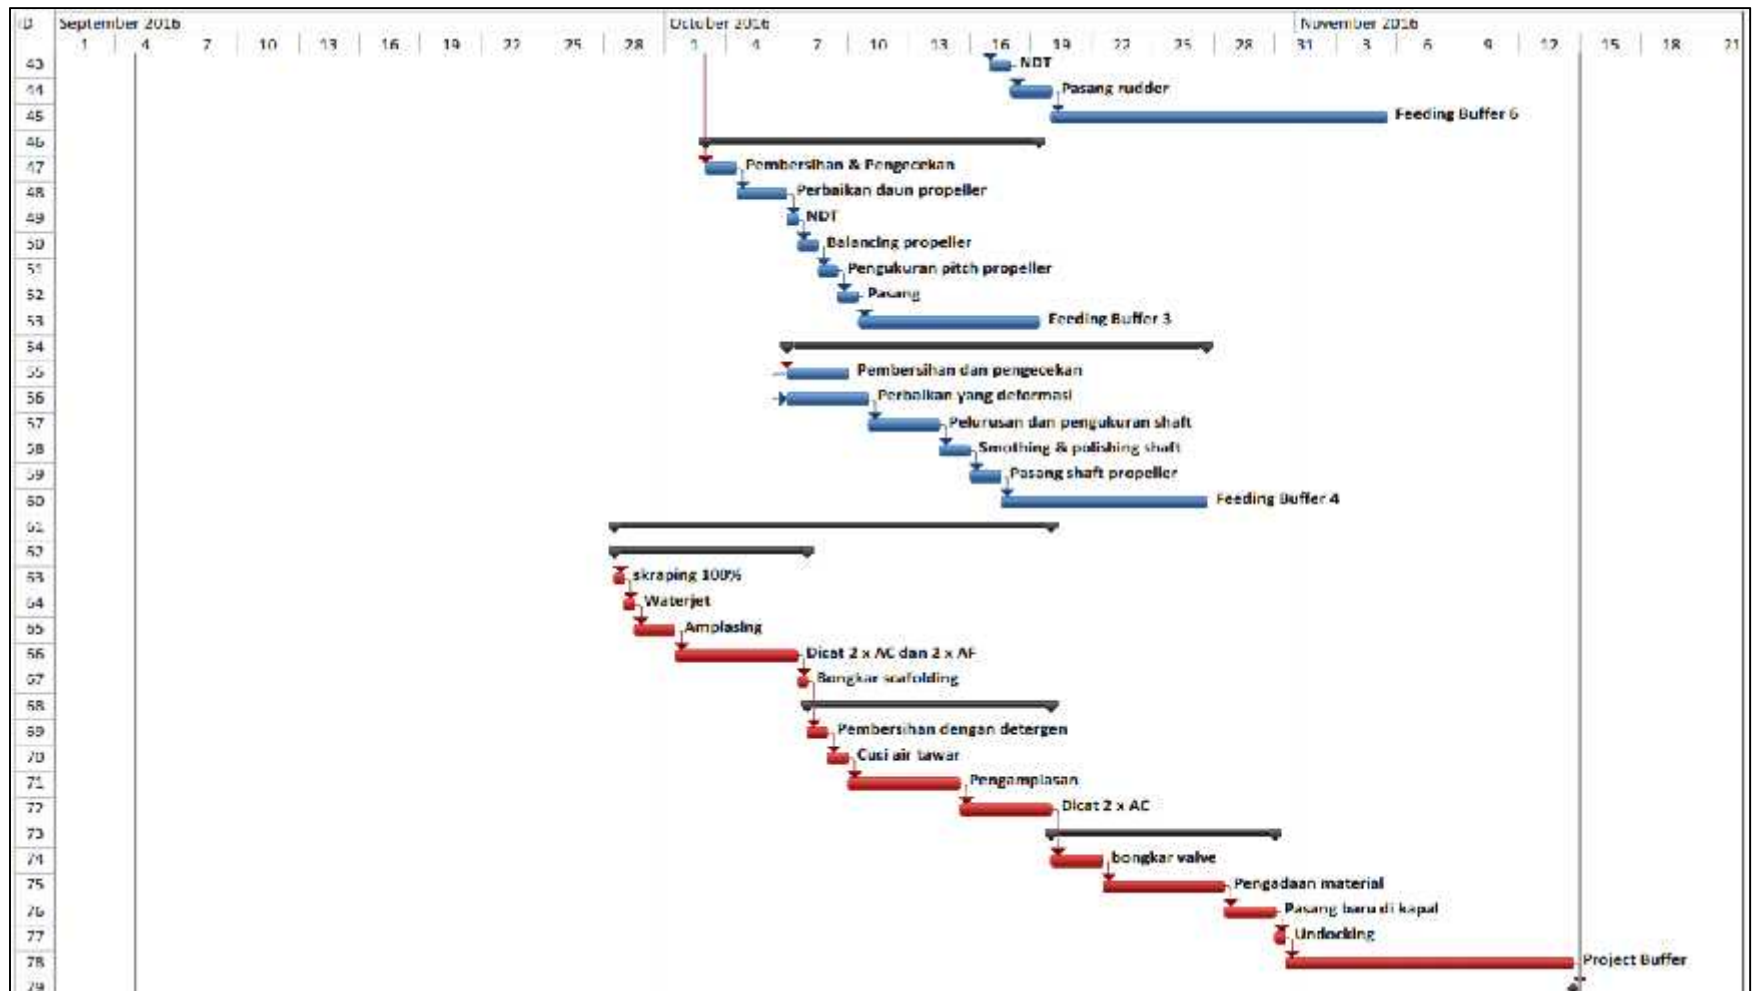 ID September 2016 October 2016 November 2016
1 4 7 10 13 16 19 22 25 28 1 4 7 10 13 16 19 22 25 28 31 3 6 9 12 15 18 21
43 NDT
44 Pasang rudder
45 Feeding Buffer 6
46
47 Pembersihan & Pengecekan
48 Perbaikan daun propeller
49 NDT
50 Balancing propeller
51 Pengukuran pitch propeller
52 Pasang
53 Feeding Buffer 3
54
55 Pembersihan dan pengecekan
56 Perbaikan yang deformasi
57 Pelurusan dan pengukuran shaft
58 Smothing & polishing shaft
59 Pasang shaft propeller
60 Feeding Buffer 4
61
62
63 skraping 100%
64 Waterjet
65 Amplasing
66 Dicat 2 x AC dan 2 x AF
67 Bongkar scafolding
68
69 Pembersihan dengan detergen
70 Cuci air tawar
71 Pengamplasan
72 Dicat 2 x AC
73
74 bongkar valve
75 Pengadaan material
76 Pasang baru di kapal
77 Undocking
78 Project Buffer
79